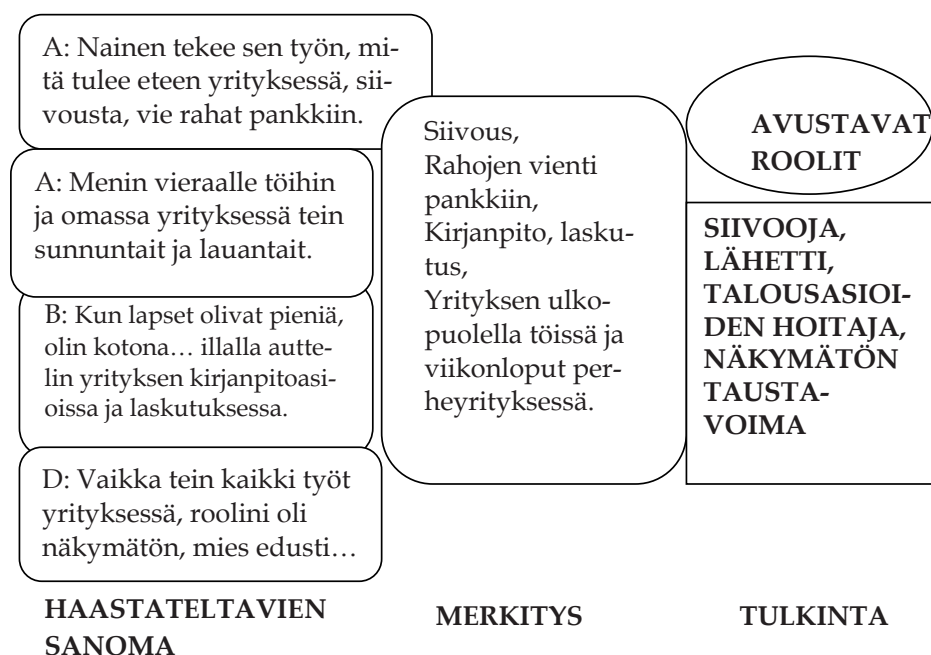 A: Nainen tekee sen työn, mi-
tä tulee eteen yrityksessä, sii-
vousta, vie rahat pankkiin.
A: Menin vieraalle töihin
ja omassa yrityksessä tein
sunnuntait ja lauantait.
B: Kun lapset olivat pieniä,
olin kotona… illalla autte-
lin yrityksen kirjanpitoasi-
oissa ja laskutuksessa.
D: Vaikka tein kaikki työt
yrityksessä, roolini oli
näkymätön, mies edusti…
HAASTATELTAVIEN
SANOMA
Siivous,
Rahojen vienti
pankkiin,
Kirjanpito, lasku-
tus,
Yrityksen ulko-
puolella töissä ja
viikonloput per-
heyrityksessä.
MERKITYS
AVUSTAVAT
ROOLIT
SIIVOOJA,
LÄHETTI,
TALOUSASIOI-
DEN HOITAJA,
NÄKYMÄTÖN
TAUSTA-
VOIMA
TULKINTA